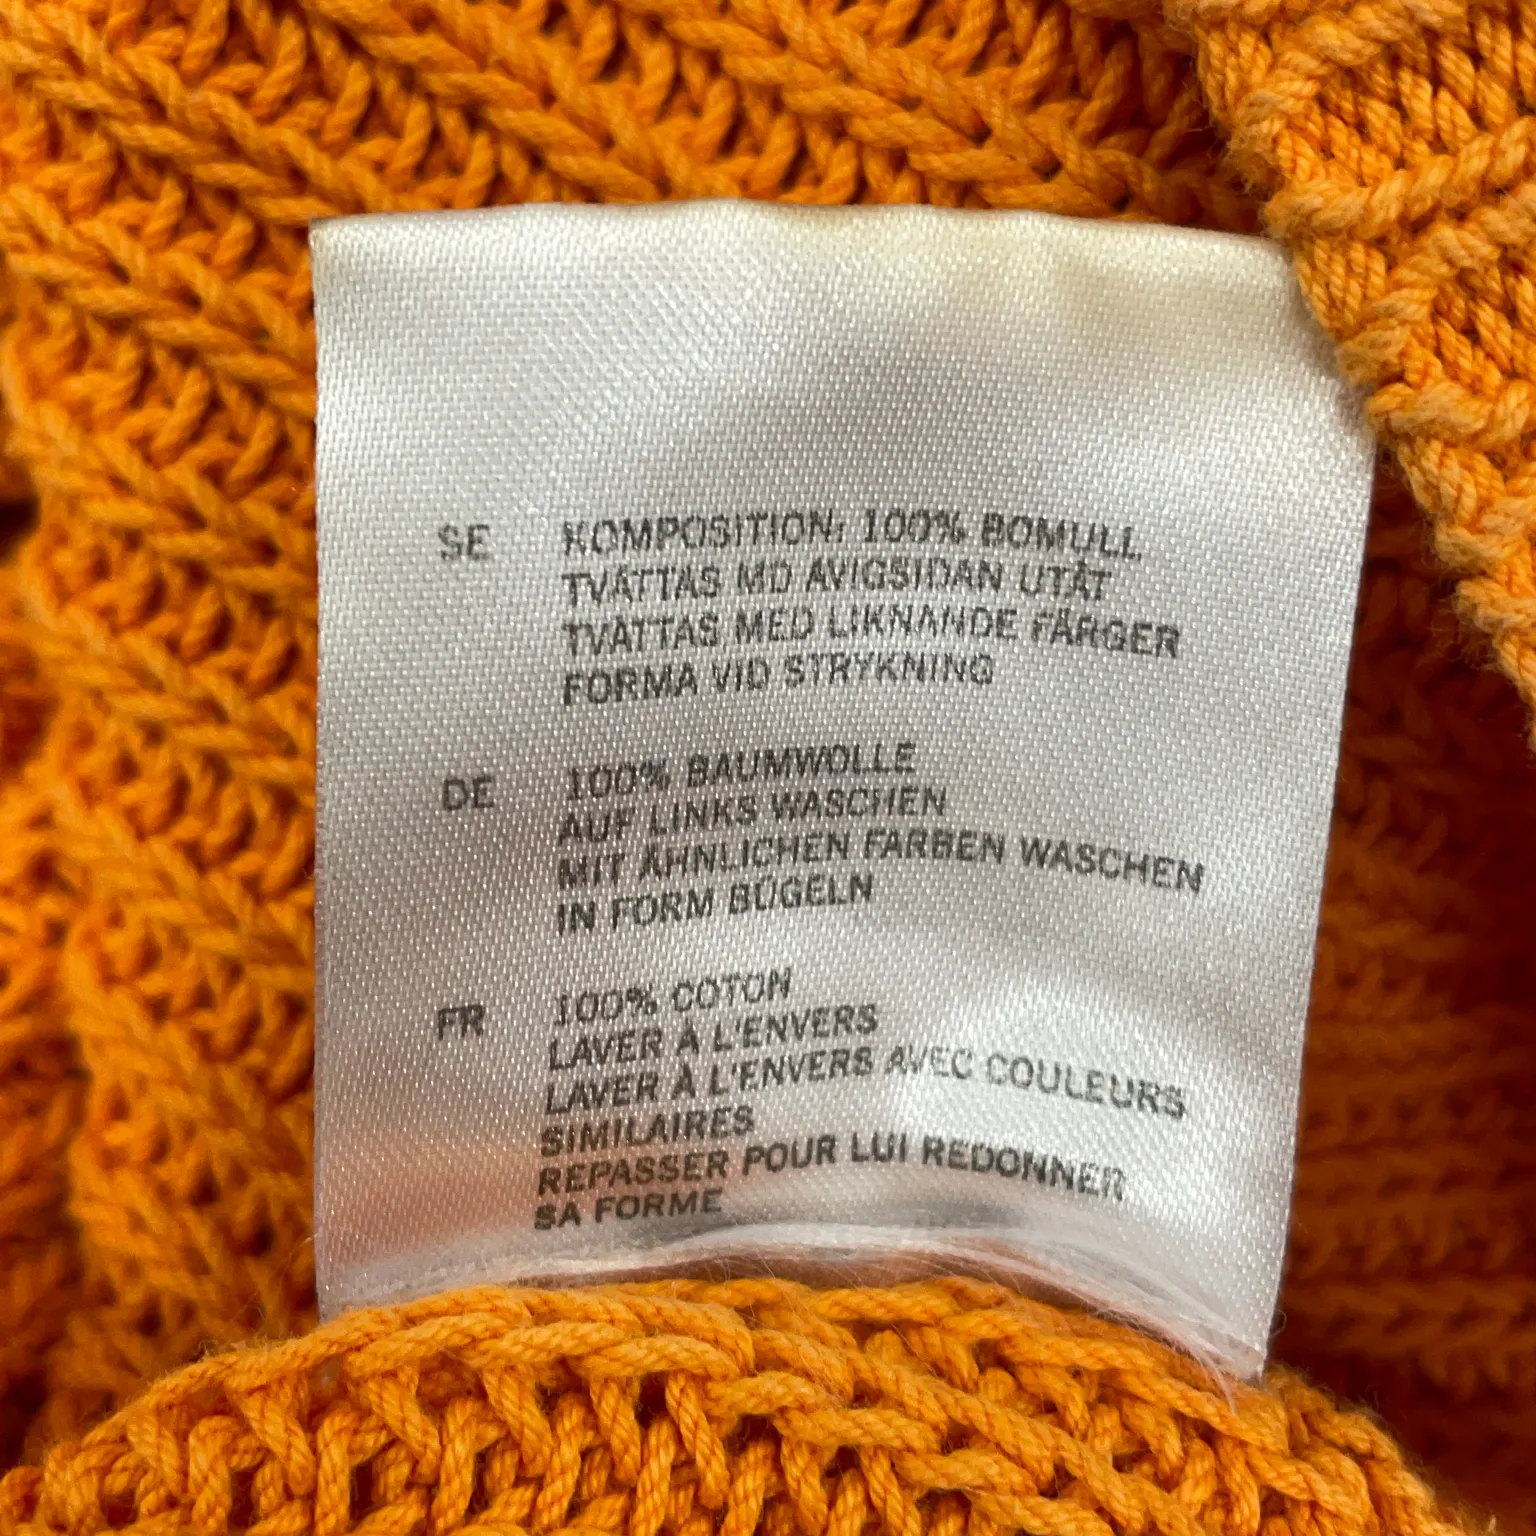 SE KOMPOSITION: 100% BOMULL
TVÄTTAS MD AVIGSIDAN UTÅT
TVÄTTAS MED LIKNANDE FÄRGER
FORMA VID STRYKNING
DE 100% BAUMWOLLE
AUF LINKS WASCHEN
MIT ÄHNLICHEN FARBEN WASCHEN
IN FORM BÜGELN
FR 100% COTON
LAVER À L'ENVERS
LAVER À L'ENVERS AVEC COULEURS
SIMILAIRES
REPASSER POUR LUI REDONNER
SA FORME